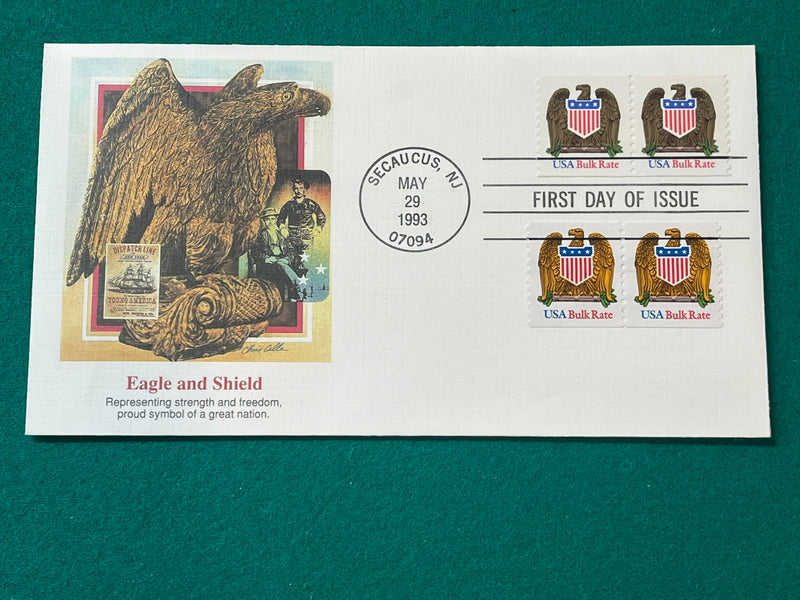 DISPATCH LINE
YOUNG AMERICA
Eagle and Shield
Representing strength and freedom,
proud symbol of a great nation.
SECAUCUS, NJ
MAY
29
1993
07094
USA Bulk Rate
USA Bulk Rate
FIRST DAY OF ISSUE
USA Bulk Rate
USA Bulk Rate